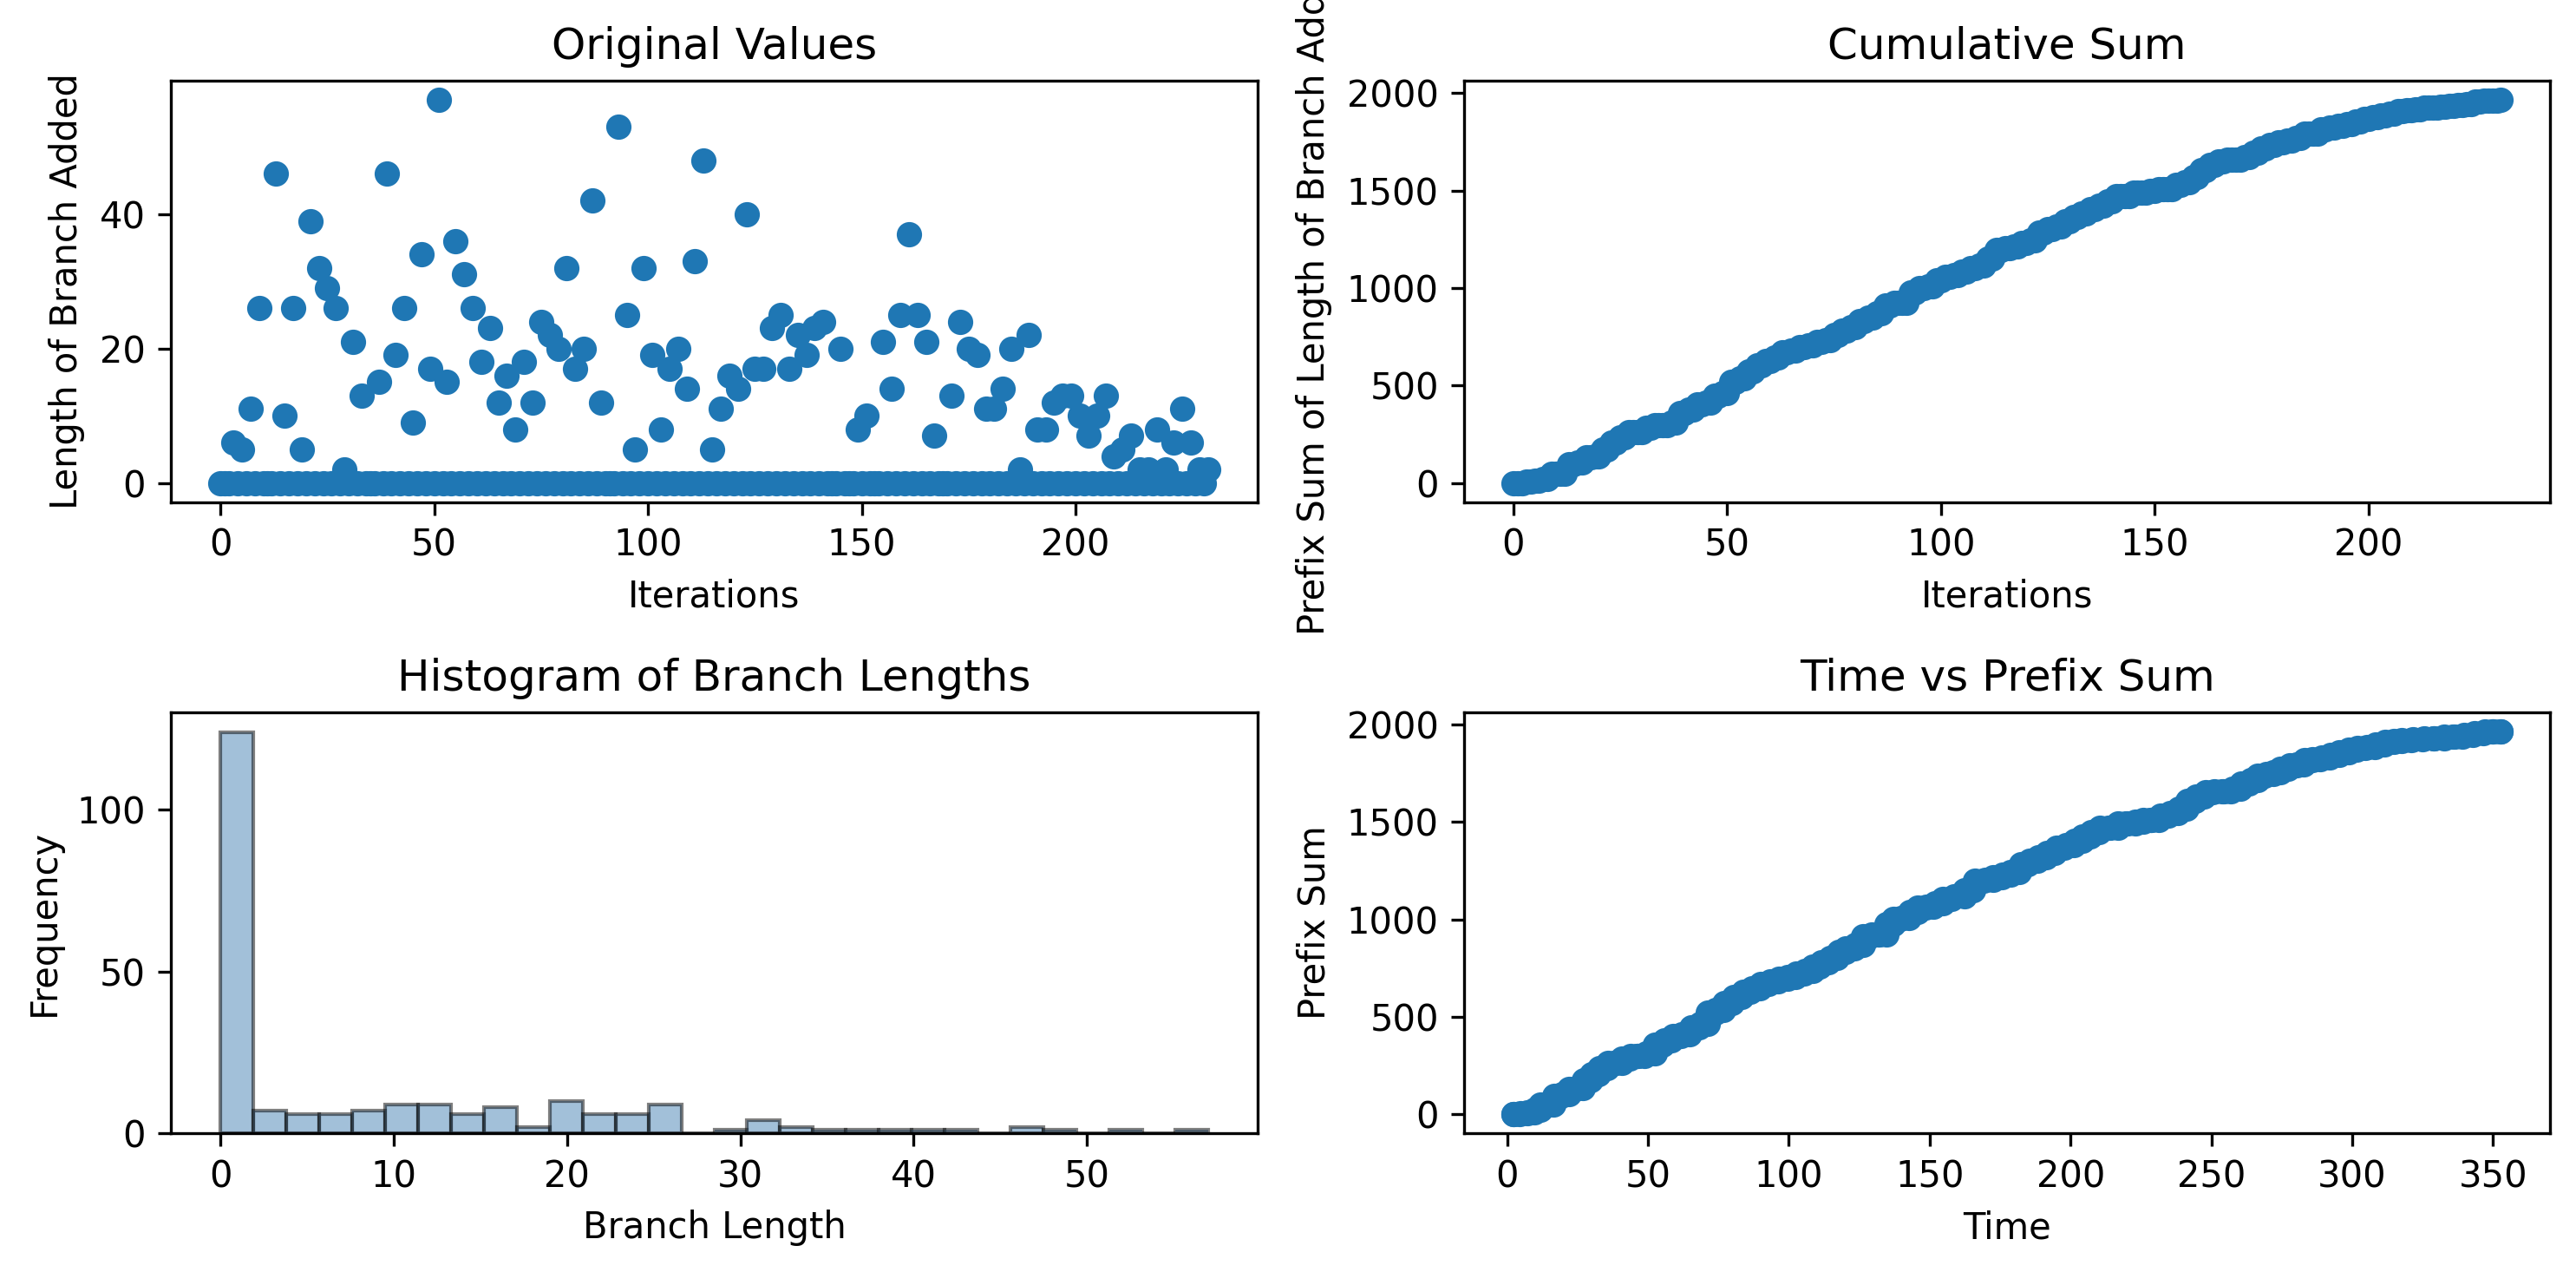 Original Values
Length of Branch Added
40
20
0
0 50 100 150 200
Iterations
Cumulative Sum
Prefix Sum of Length of Branch
2000
1500
1000
500
0
0 50 100 150 200
Iterations
Histogram of Branch Lengths
Frequency
100
50
0
0 10 20 30 40 50
Branch Length
Time vs Prefix Sum
Prefix Sum
2000
1500
1000
500
0
0 50 100 150 200 250 300 350
Time